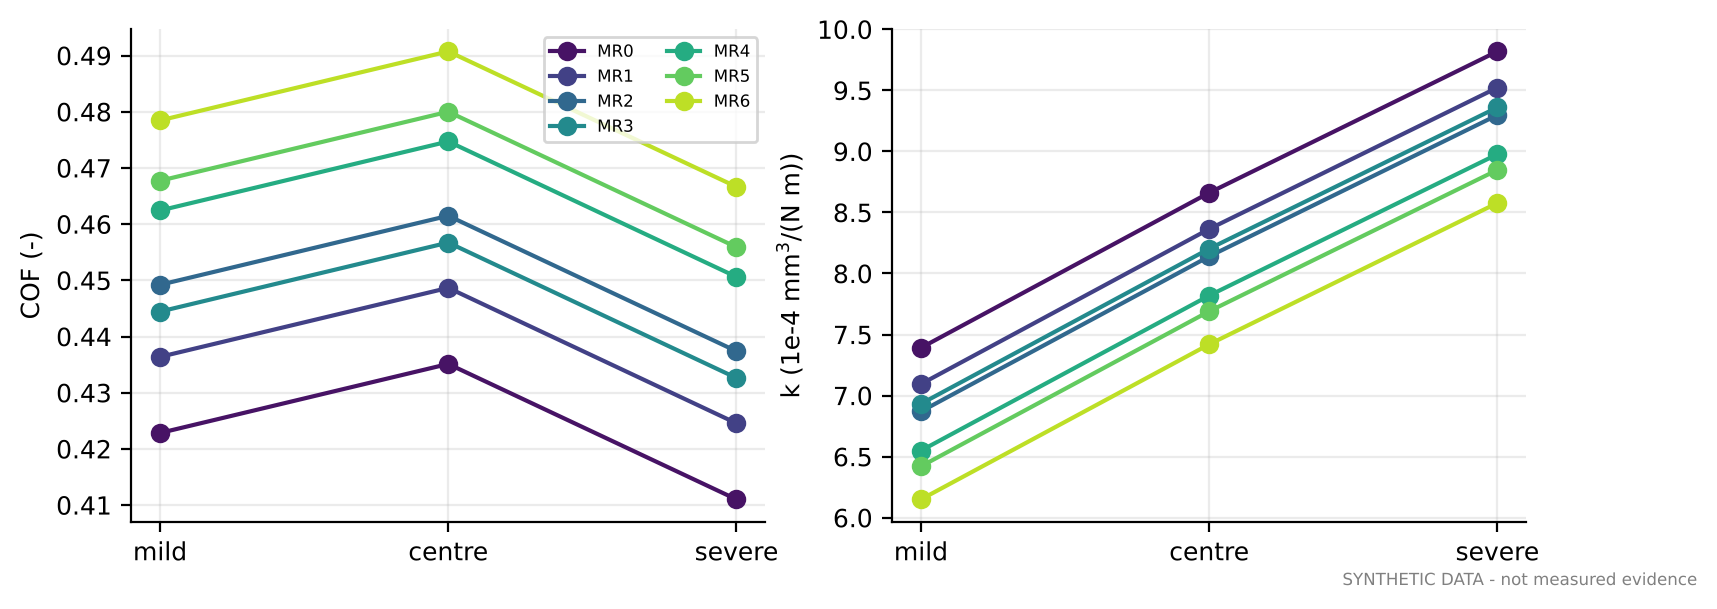 COF (-)
0.49
0.48
0.47
0.46
0.45
0.44
0.43
0.42
0.41
mild centre severe
MR0 MR4
MR1 MR5
MR2 MR6
MR3
k (1e-4 mm³/(N m))
10.0
9.5
9.0
8.5
8.0
7.5
7.0
6.5
6.0
mild centre severe
SYNTHETIC DATA - not measured evidence